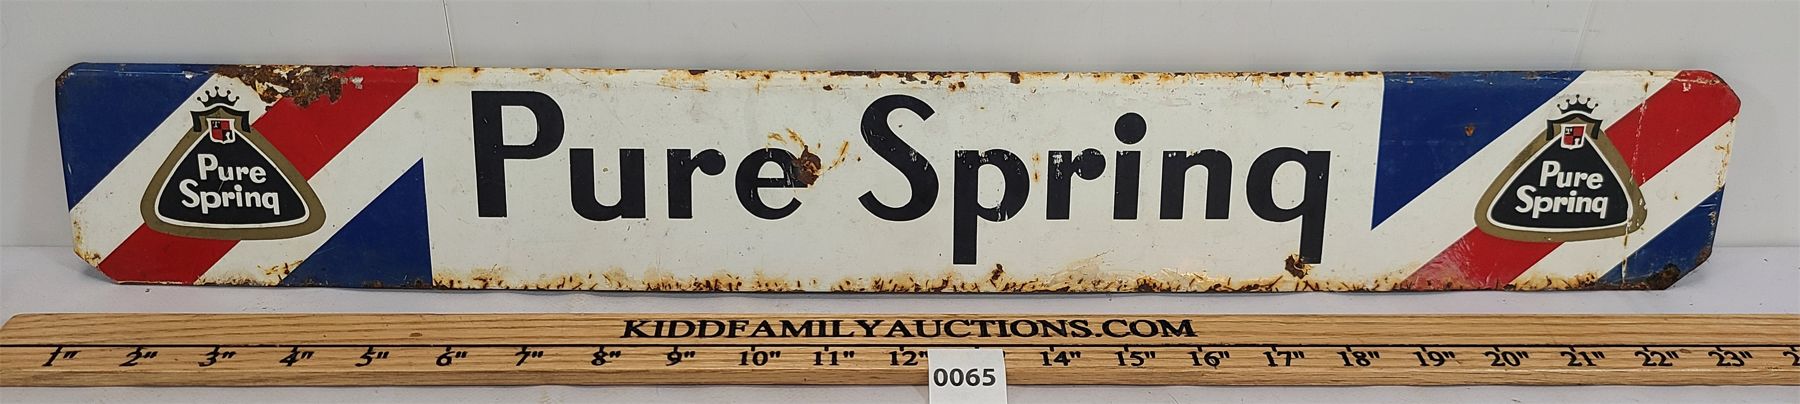 Pure
Spring
Pure Spring
Pure
Spring
KIDDFAMILYAUCTIONS.COM
1" 2" 3" 4" 5" 6" 7" 8" 9" 10" 11" 12" 14" 15" 16" 17" 18" 19" 20" 21" 22" 23" 2
0065